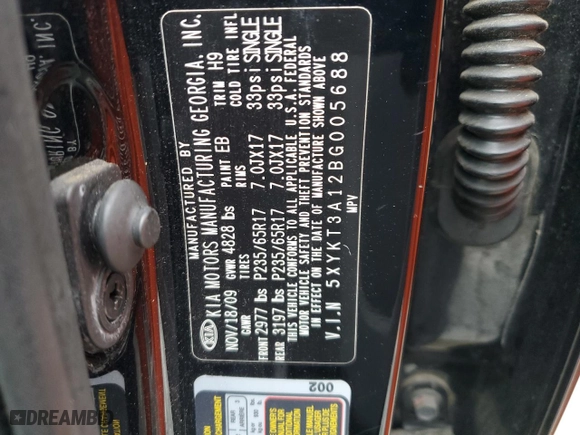 MANUFACTURED BY
KIA KIA MOTORS MANUFACTURING GEORGIA, INC.
NOV/18/09 GVWR 4828 lbs PAINT EB TRIM H9
GAWR TIRES RIMS COLD TIRE INFL
FRONT 2977 lbs P235/65R17 7.0JX17 33psi SINGLE
REAR 3197 lbs P235/65R17 7.0JX17 33psi SINGLE
THIS VEHICLE CONFORMS TO ALL APPLICABLE U.S.A. FEDERAL
MOTOR VEHICLE SAFETY AND THEFT PREVENTION STANDARDS
IN EFFECT ON THE DATE OF MANUFACTURE SHOWN ABOVE
V.I.N 5XYKT3A12BG005688
MPV
002
DREAMB